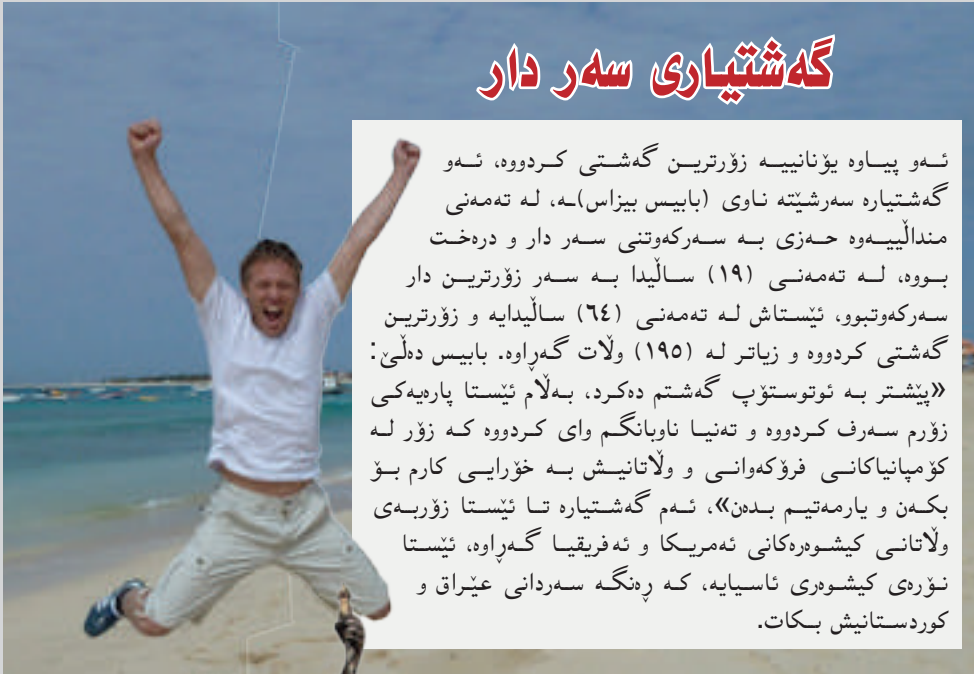 گەشتیاری سەر دار
ئەو پیاوە یۆنانییە زۆرترین گەشتی کردووە، ئەو
گەشتیارە سەرشێتە ناوی (بابیس بیزاس)ـە، لە تەمەنی
منداڵییەوە حەزی بە سەرکەوتنی سەر دار و درەخت
بووە، لە تەمەنی (١٩) ساڵیدا بە سەر زۆرترین دار
سەرکەوتبوو، ئێستاش لە تەمەنی (٦٤) ساڵیدایە و زۆرترین
گەشتی کردووە و زیاتر لە (١٩٥) وڵات گەڕاوە. بابیس دەڵێ:
«پێشتر بە ئوتوستۆپ گەشتم دەکرد، بەڵام ئێستا پارەیەکی
زۆرم سەرف کردووە و تەنیا ناوبانگم وای کردووە کە زۆر لە
کۆمپانیاکانی فرۆکەوانی و وڵاتانیش بە خۆرایی کارم بۆ
بکەن و یارمەتیم بدەن»، ئەم گەشتیارە تا ئێستا زۆربەی
وڵاتانی کیشوەرەکانی ئەمریکا و ئەفریقیا گەڕاوە، ئێستا
نۆرەی کیشوەری ئاسیایە، کە ڕەنگە سەردانی عێراق و
کوردستانیش بکات.